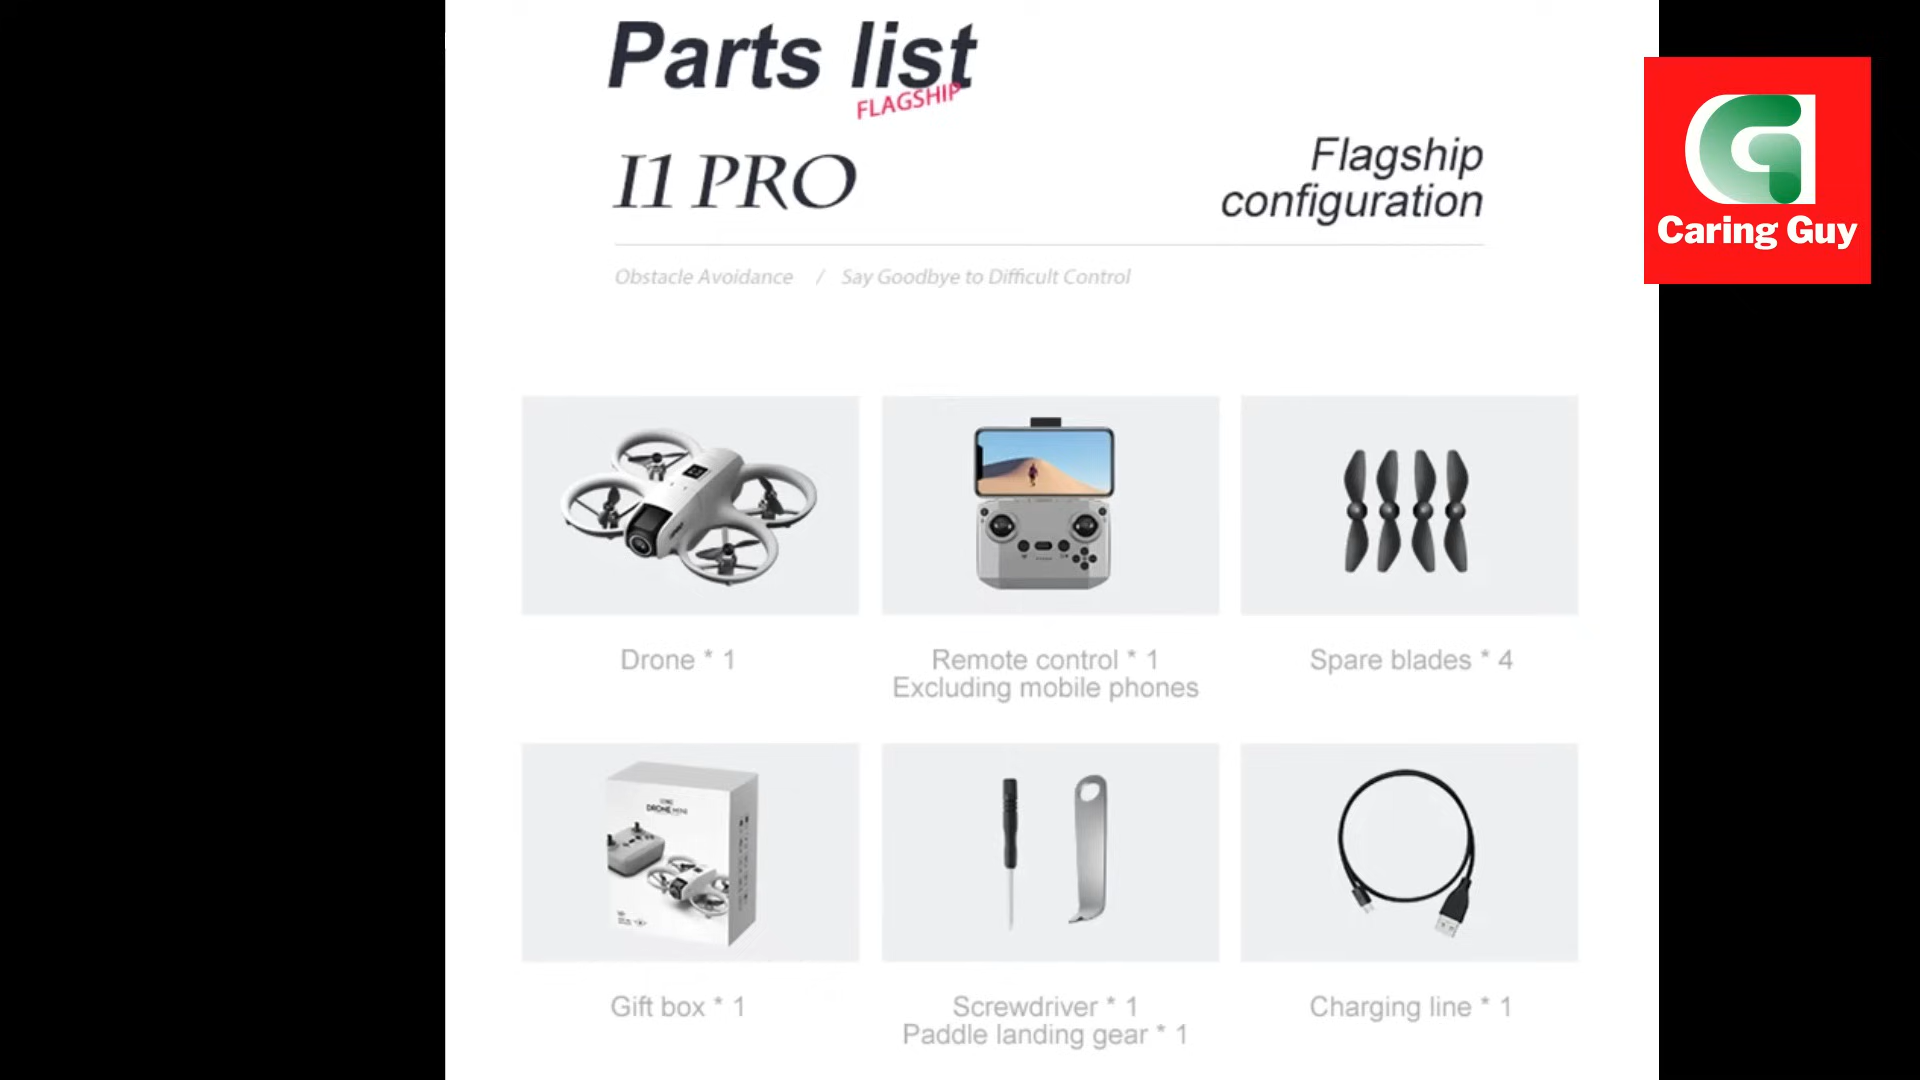 Parts list
FLAGSHIP
I1 PRO
Flagship
configuration
Obstacle Avoidance / Say Goodbye to Difficult Control
Caring Guy
Drone * 1
Remote control * 1
Excluding mobile phones
Spare blades * 4
DRONE MINI
Gift box * 1
Screwdriver * 1
Paddle landing gear * 1
Charging line * 1